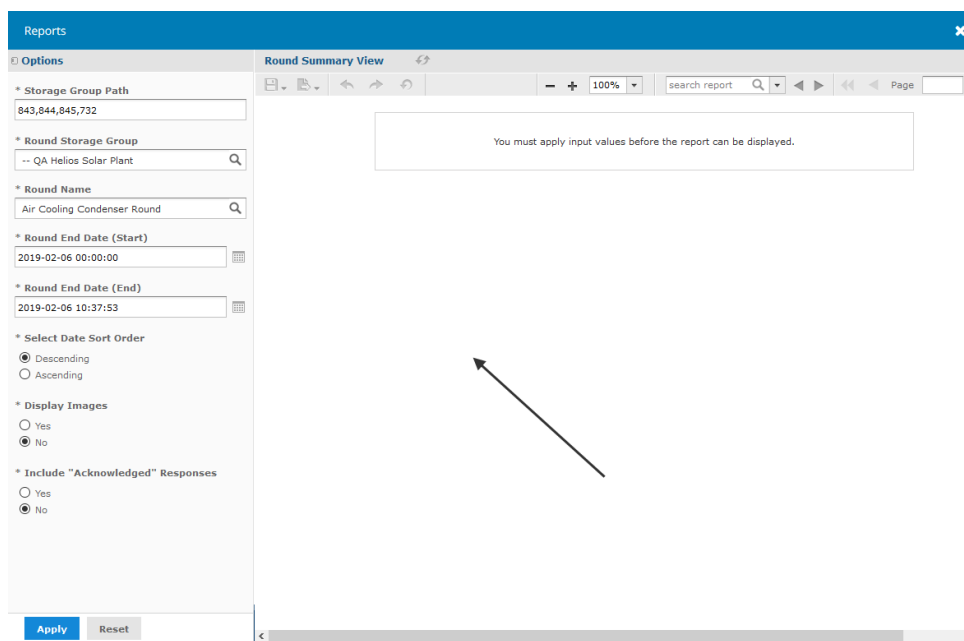 Reports
Options
* Storage Group Path
843,844,845,732
* Round Storage Group
-- QA Helios Solar Plant
* Round Name
Air Cooling Condenser Round
* Round End Date (Start)
2019-02-06 00:00:00
* Round End Date (End)
2019-02-06 10:37:53
* Select Date Sort Order
Descending
Ascending
* Display Images
Yes
No
* Include "Acknowledged" Responses
Yes
No
Apply Reset
Round Summary View
100% search report Page
You must apply input values before the report can be displayed.